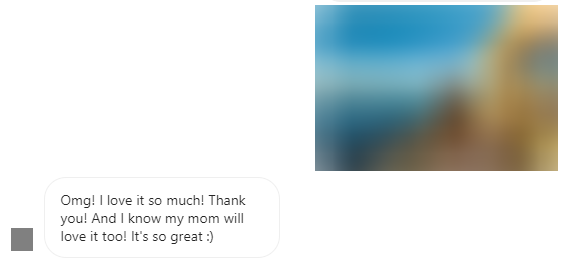 Omg! I love it so much! Thank
you! And I know my mom will
love it too! It's so great :)